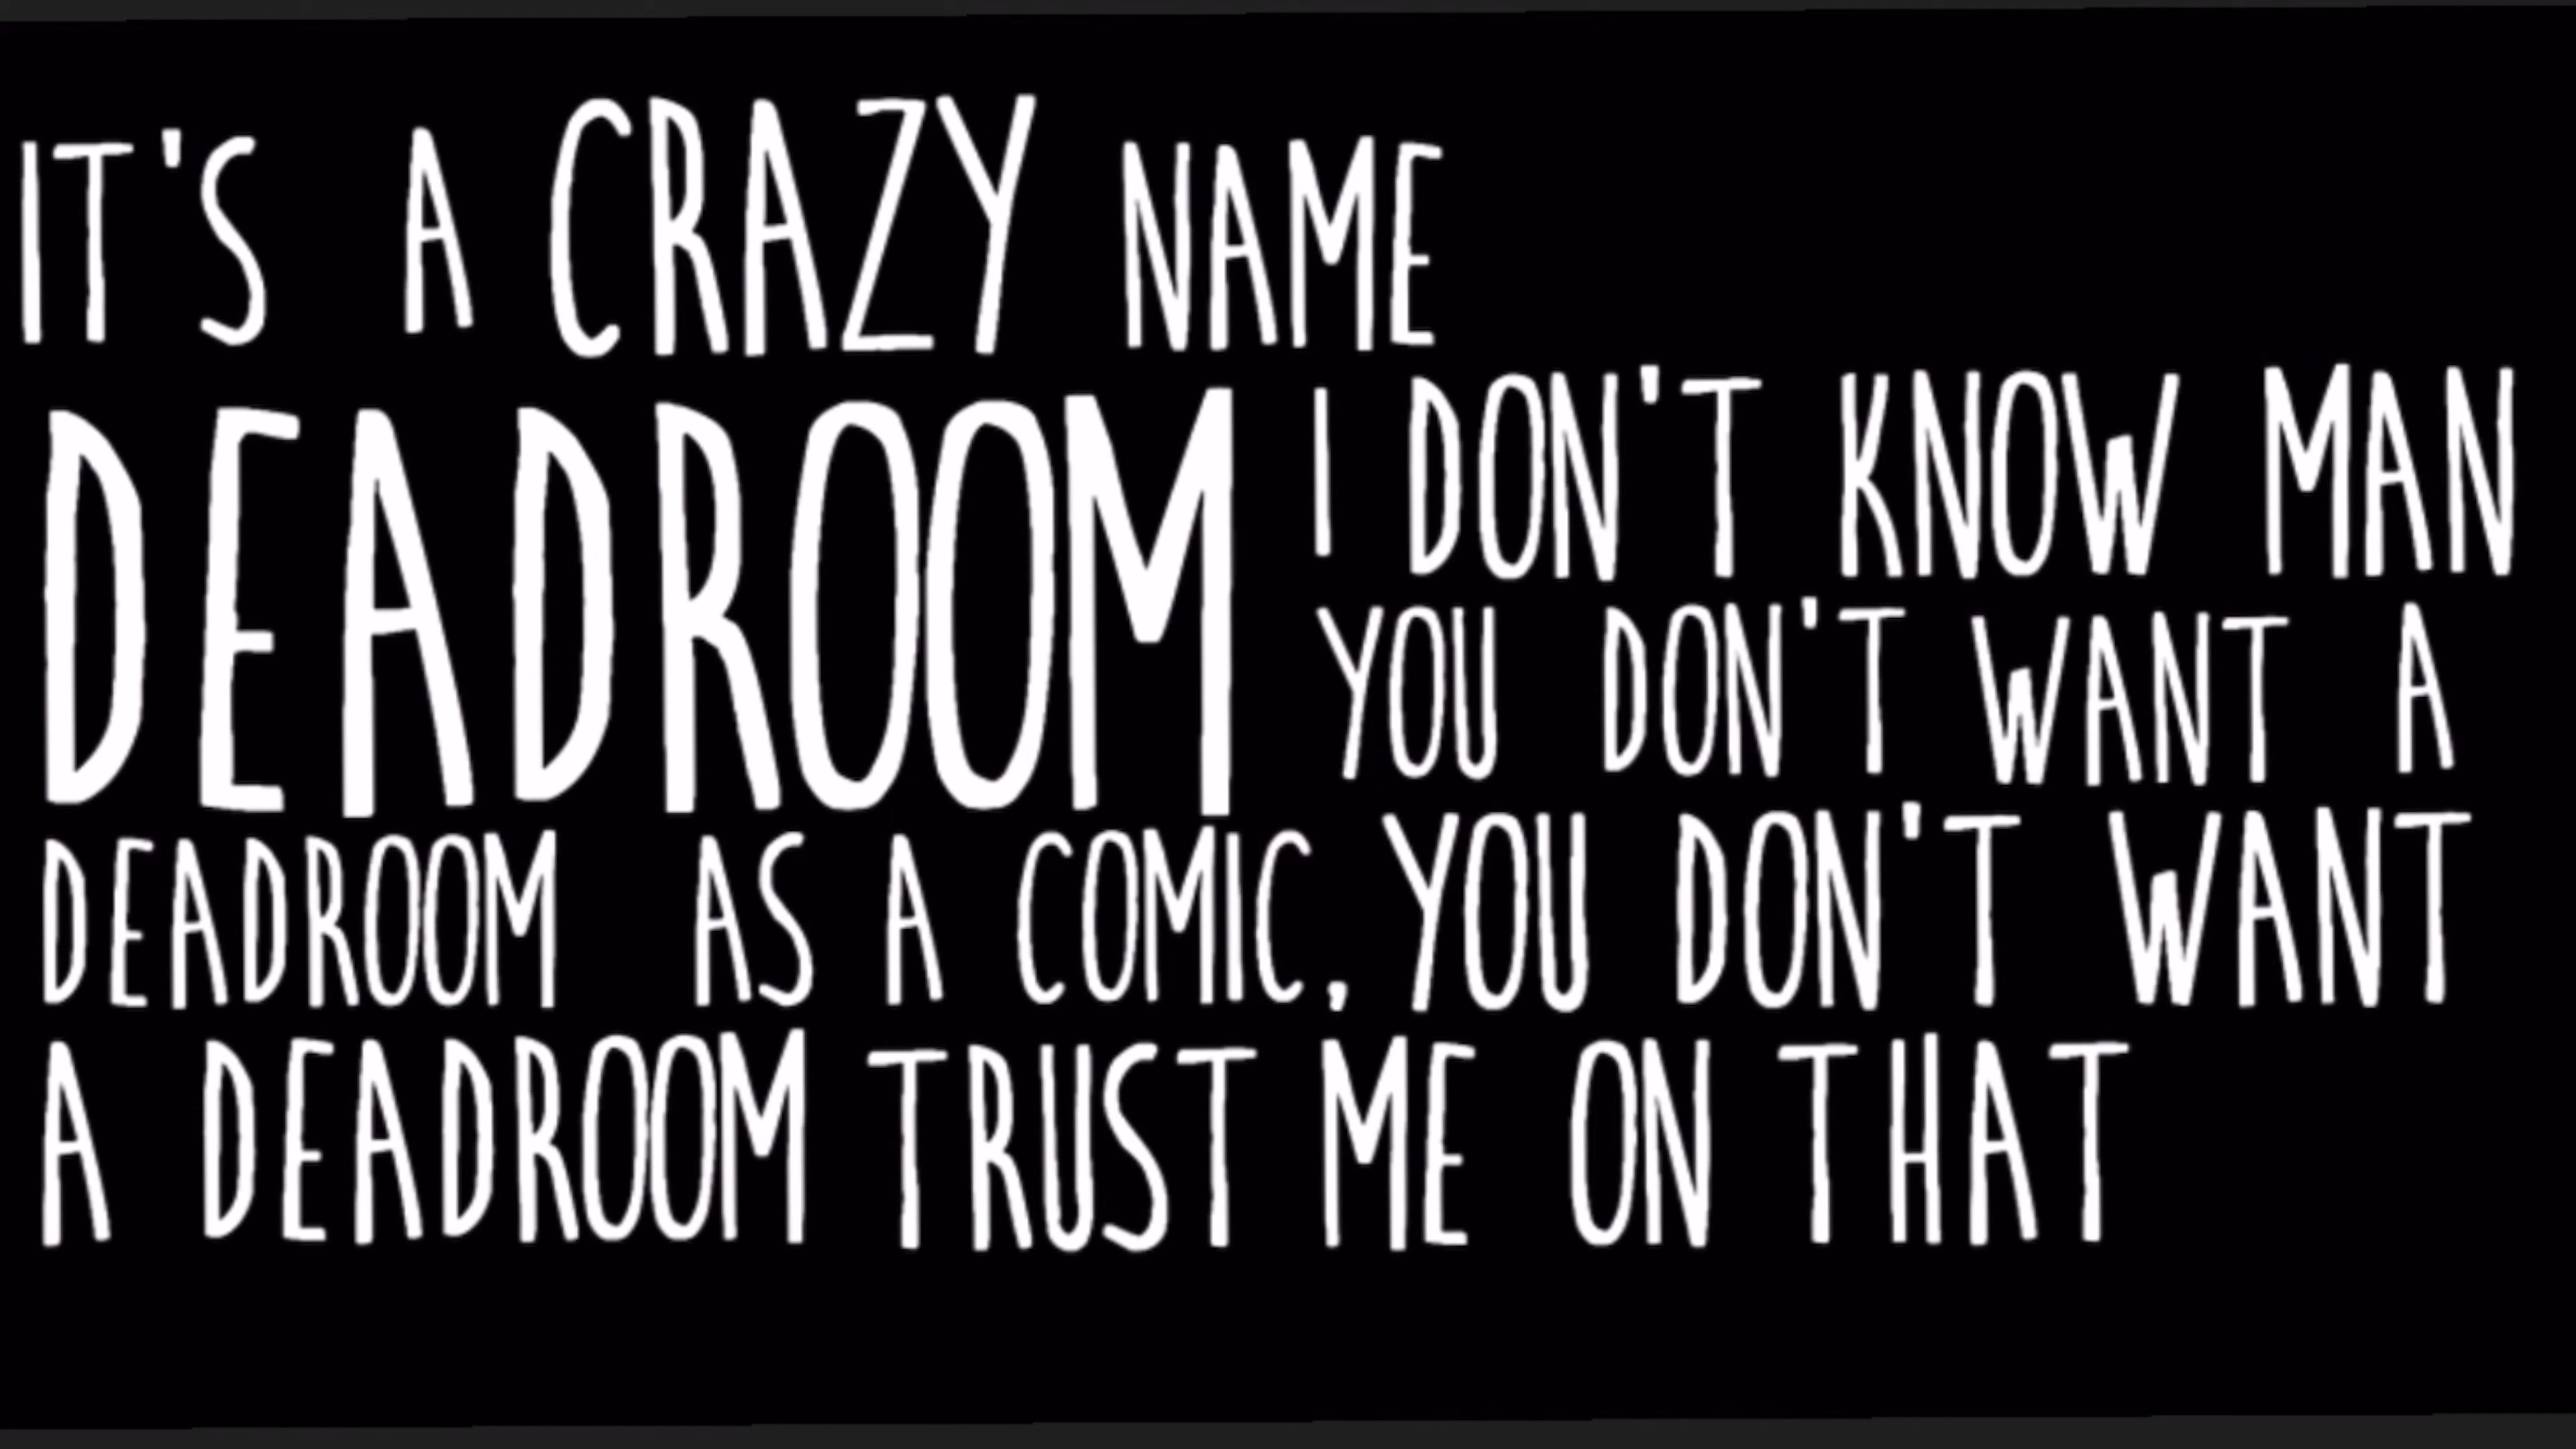 IT'S A CRAZY NAME
DEADROOM I DON'T KNOW MAN
YOU DON'T WANT A
DEADROOM AS A COMIC, YOU DON'T WANT
A DEADROOM TRUST ME ON THAT